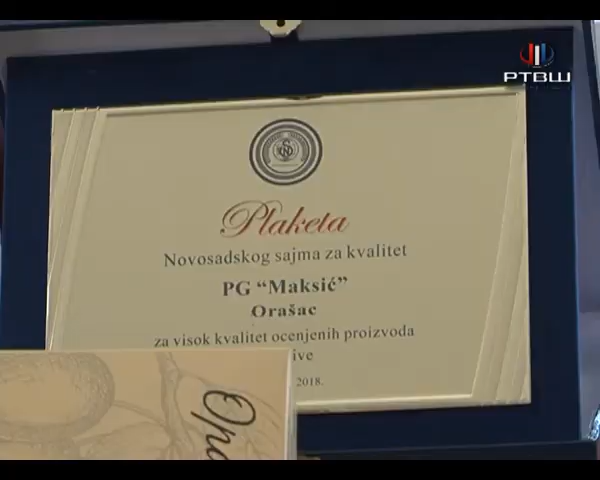 РТВШ
Plaketa
Novosadskog sajma za kvalitet
PG “Maksić”
Orašac
za visok kvalitet ocenjenih proizvoda
2018.